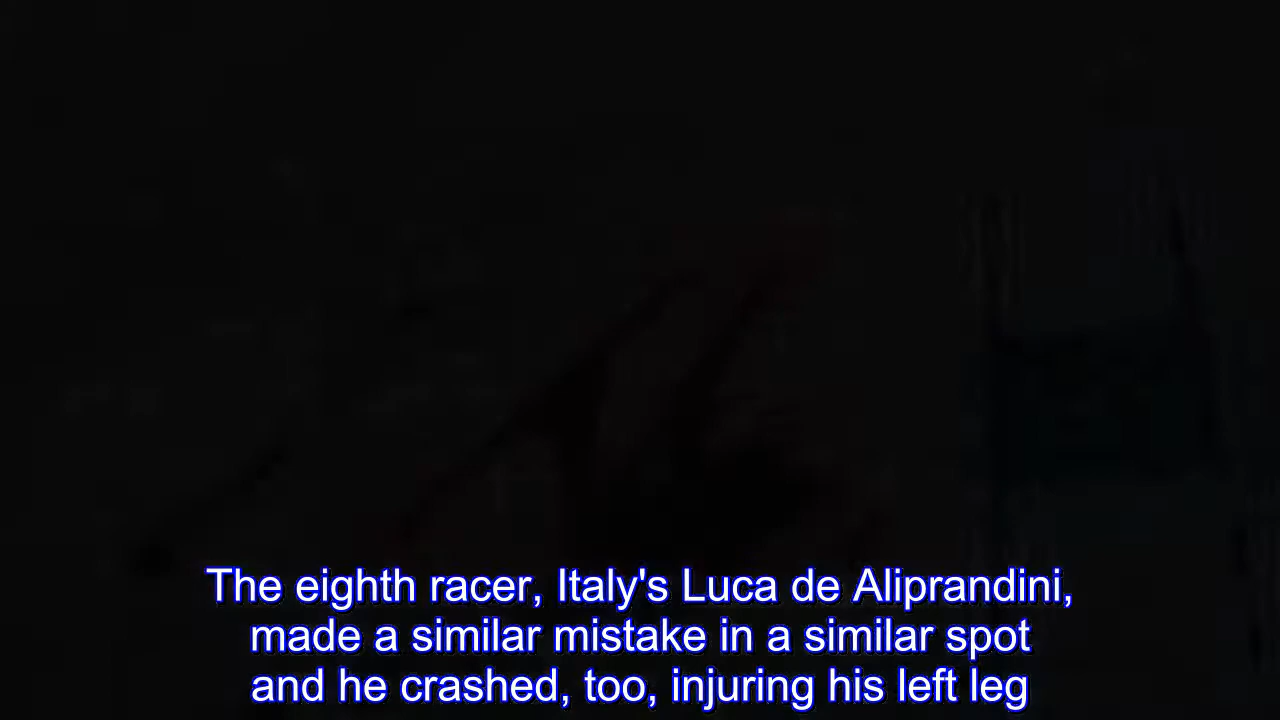 The eighth racer, Italy's Luca de Aliprandini,
made a similar mistake in a similar spot
and he crashed, too, injuring his left leg